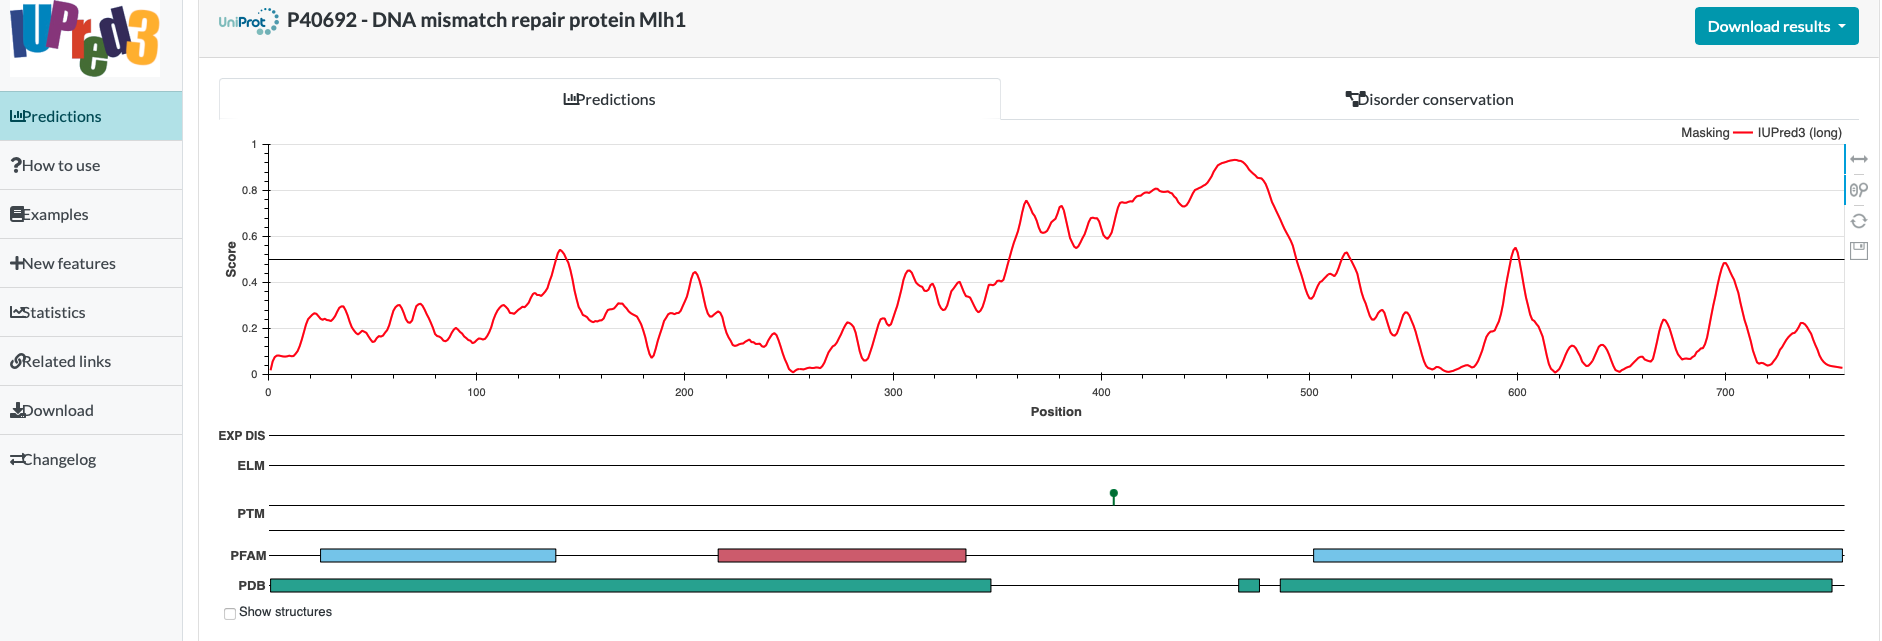 IUPred3
UniProt P40692 - DNA mismatch repair protein Mlh1
Download results
Predictions
How to use
Examples
New features
Statistics
Related links
Download
Changelog
Predictions
Disorder conservation
Masking IUPred3 (long)
1
0.8
0.6
0.4
0.2
0
Score
0 100 200 300 400 500 600 700
Position
EXP DIS
ELM
PTM
PFAM
PDB
Show structures